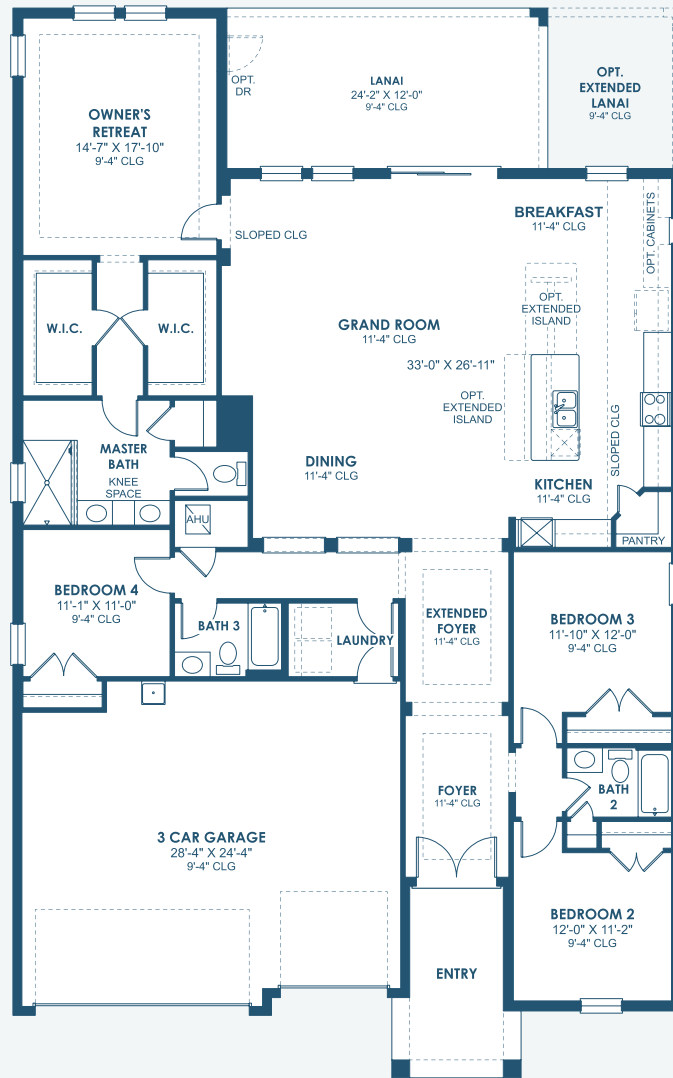 OPT.
DR
LANAI
24'-2" X 12'-0"
9'-4" CLG
OPT.
EXTENDED
LANAI
9'-4" CLG
OWNER'S
RETREAT
14'-7" X 17'-10"
9'-4" CLG
SLOPED CLG
BREAKFAST
11'-4" CLG
OPT. CABINETS
W.I.C.
W.I.C.
GRAND ROOM
11'-4" CLG
33'-0" X 26'-11"
OPT.
EXTENDED
ISLAND
OPT.
EXTENDED
ISLAND
SLOPED CLG
MASTER
BATH
KNEE
SPACE
DINING
11'-4" CLG
KITCHEN
11'-4" CLG
PANTRY
AHU
BEDROOM 4
11'-1" X 11'-0"
9'-4" CLG
BATH 3
LAUNDRY
EXTENDED
FOYER
11'-4" CLG
BEDROOM 3
11'-10" X 12'-0"
9'-4" CLG
FOYER
11'-4" CLG
BATH
2
3 CAR GARAGE
28'-4" X 24'-4"
9'-4" CLG
BEDROOM 2
12'-0" X 11'-2"
9'-4" CLG
ENTRY